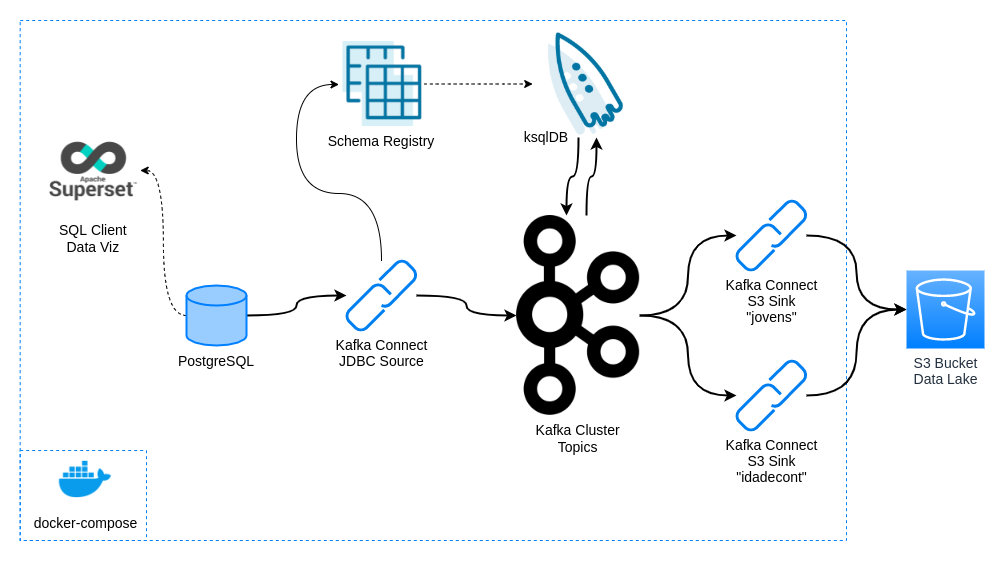 Schema Registry
ksqlDB
Apache
Superset
SQL Client
Data Viz
PostgreSQL
Kafka Connect
JDBC Source
Kafka Cluster
Topics
Kafka Connect
S3 Sink
"jovens"
Kafka Connect
S3 Sink
"idadecont"
S3 Bucket
Data Lake
docker-compose